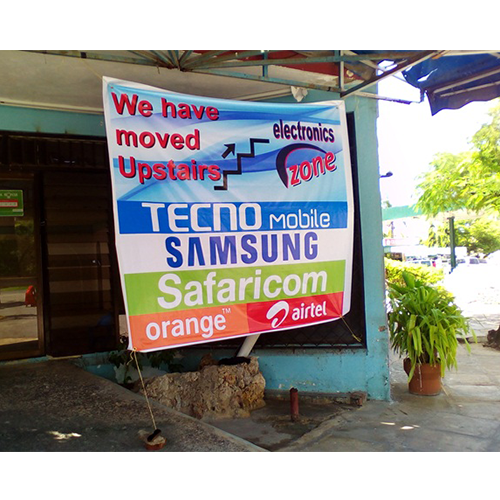 We have
moved
Upstairs
electronics
zone
TECNO mobile
SAMSUNG
Safaricom
orange™
airtel